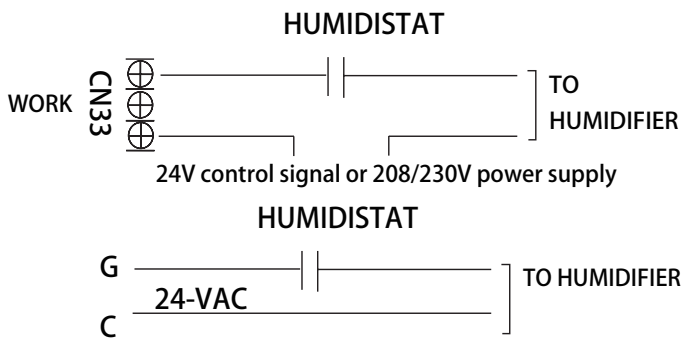 HUMIDISTAT
WORK
CN33
TO
HUMIDIFIER
24V control signal or 208/230V power supply
HUMIDISTAT
G
TO HUMIDIFIER
24-VAC
C